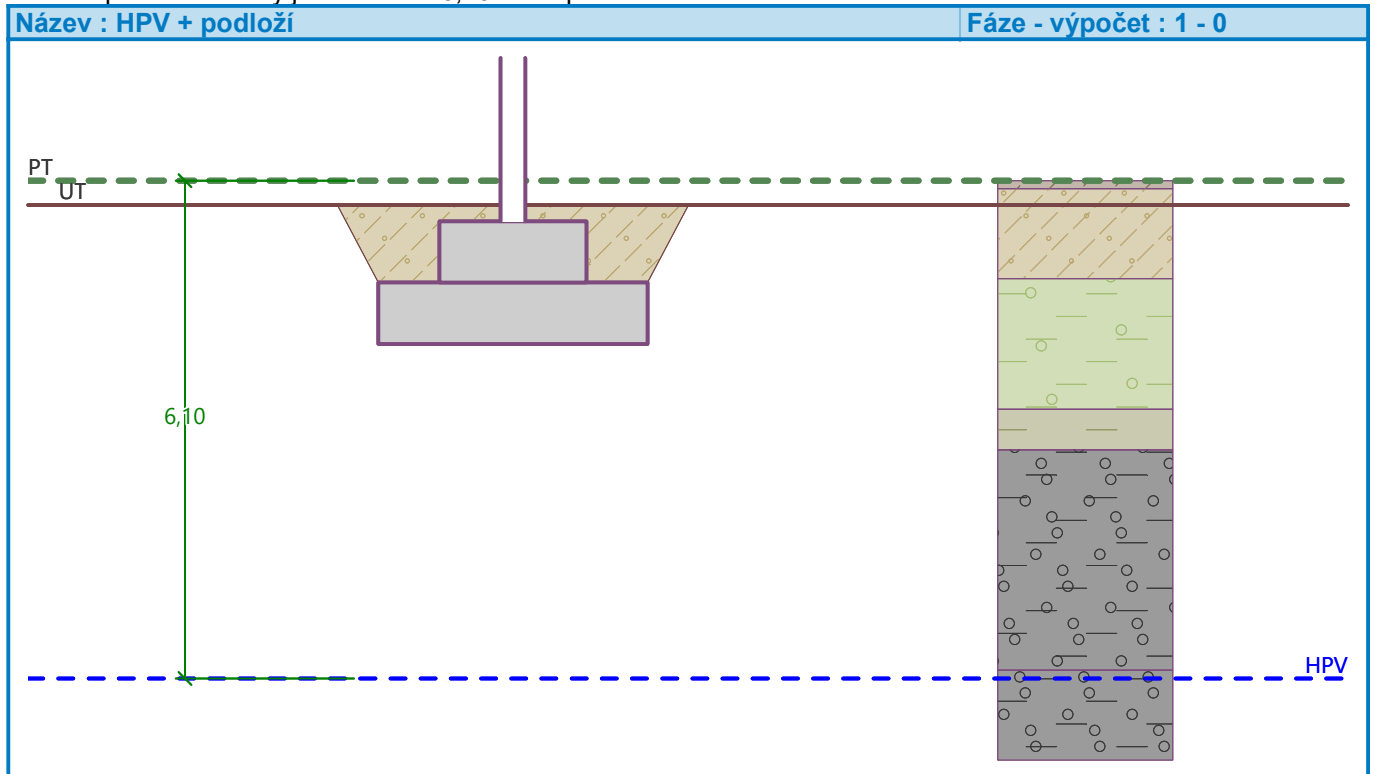 Název : HPV + podloží
Fáze - výpočet : 1 - 0
PT
UT
6,10
HPV